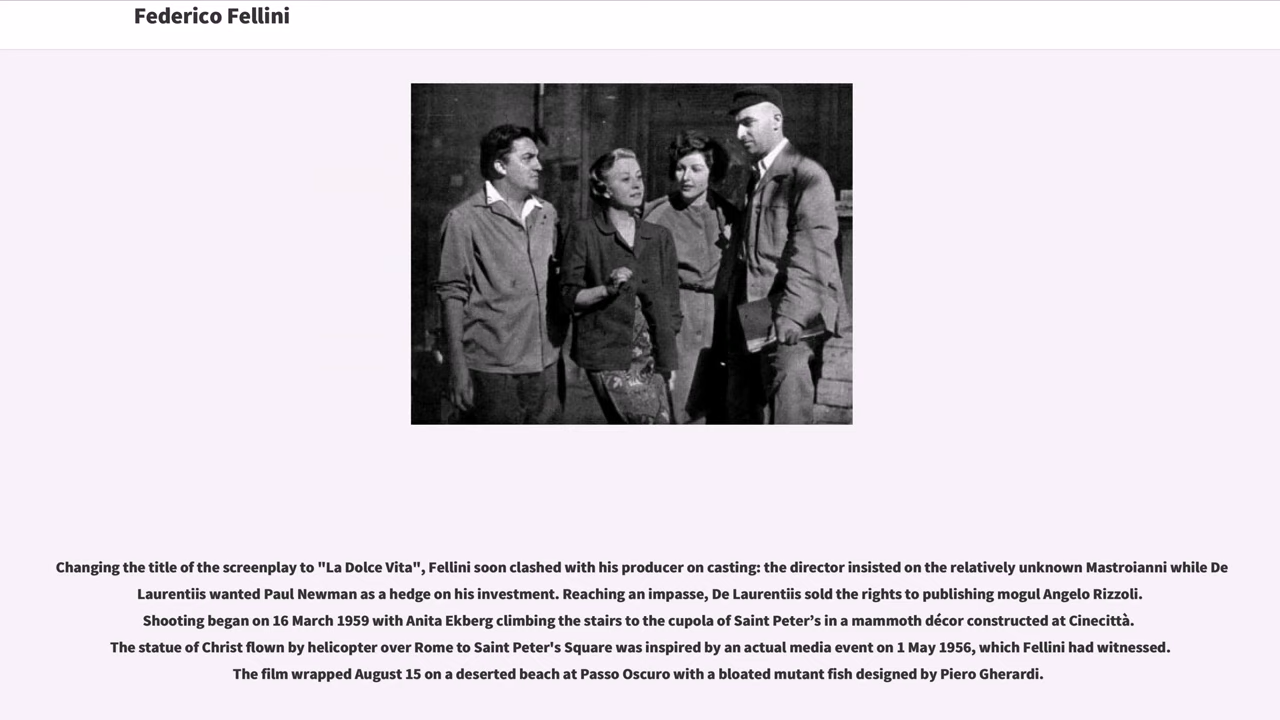 Federico Fellini
Changing the title of the screenplay to "La Dolce Vita", Fellini soon clashed with his producer on casting: the director insisted on the relatively unknown Mastroianni while De
Laurentiis wanted Paul Newman as a hedge on his investment. Reaching an impasse, De Laurentiis sold the rights to publishing mogul Angelo Rizzoli.
Shooting began on 16 March 1959 with Anita Ekberg climbing the stairs to the cupola of Saint Peter’s in a mammoth décor constructed at Cinecittà.
The statue of Christ flown by helicopter over Rome to Saint Peter's Square was inspired by an actual media event on 1 May 1956, which Fellini had witnessed.
The film wrapped August 15 on a deserted beach at Passo Oscuro with a bloated mutant fish designed by Piero Gherardi.